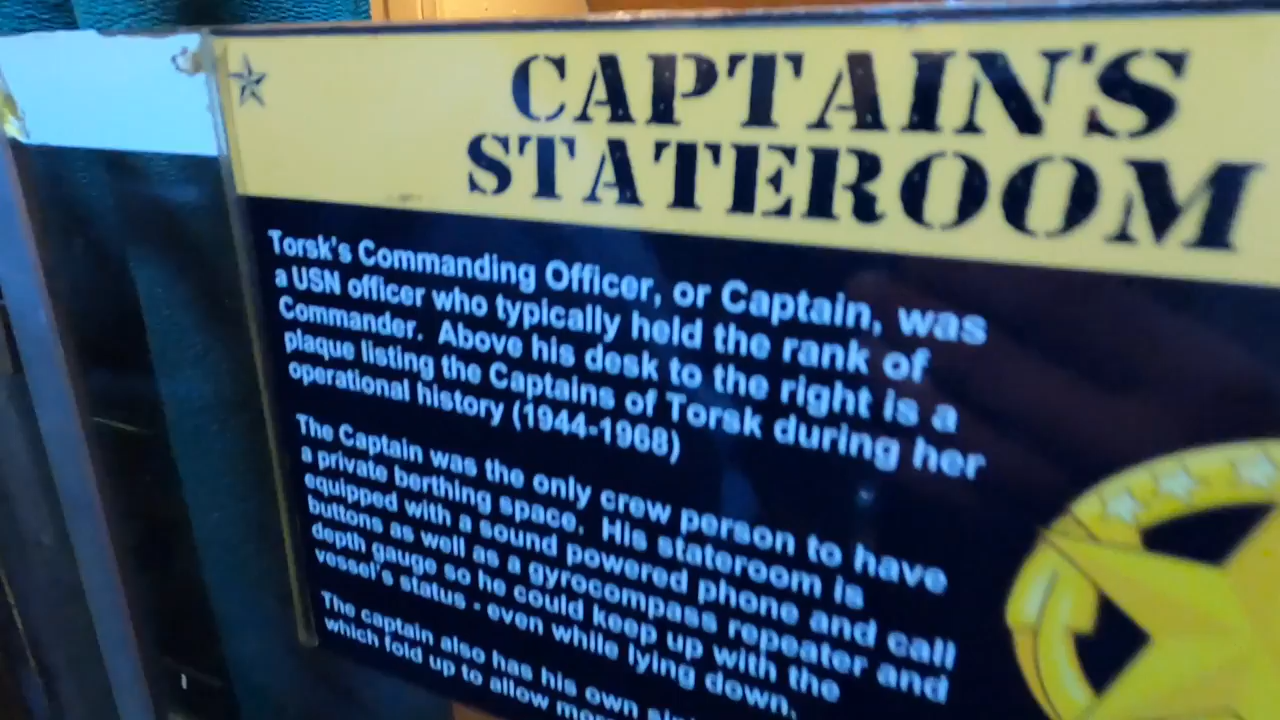 CAPTAIN'S
STATEROOM
Torsk's Commanding Officer, or Captain, was
a USN officer who typically held the rank of
Commander. Above his desk to the right is a
plaque listing the Captains of Torsk during her
operational history (1944-1968)
The Captain was the only crew person to have
a private berthing space. His stateroom is
equipped with a sound powered phone and call
buttons as well as a gyrocompass repeater and
depth gauge so he could keep up with the
vessel's status - even while lying down.
The captain also has his own
which fold up to allow